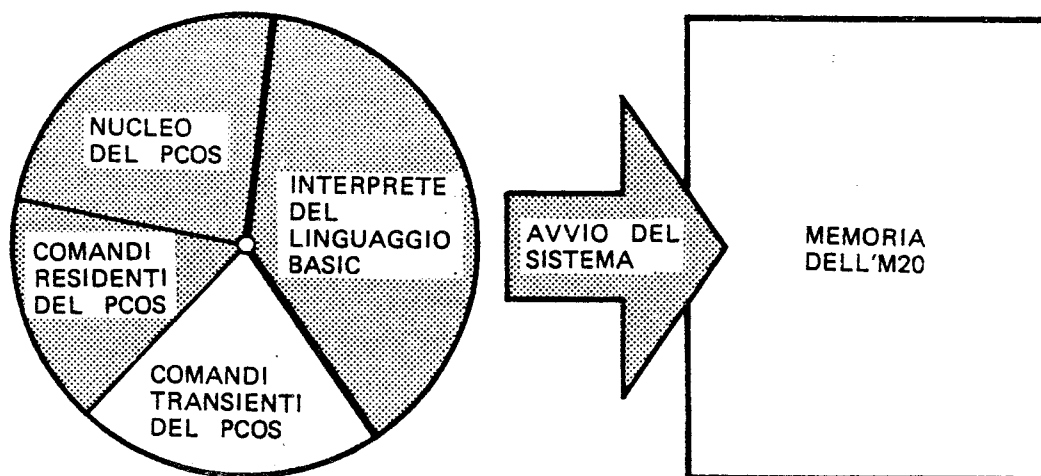 NUCLEO
DEL PCOS
INTERPRETE
DEL
LINGUAGGIO
BASIC
COMANDI
RESIDENTI
DEL PCOS
COMANDI
TRANSIENTI
DEL PCOS
AVVIO DEL
SISTEMA
MEMORIA
DELL'M20